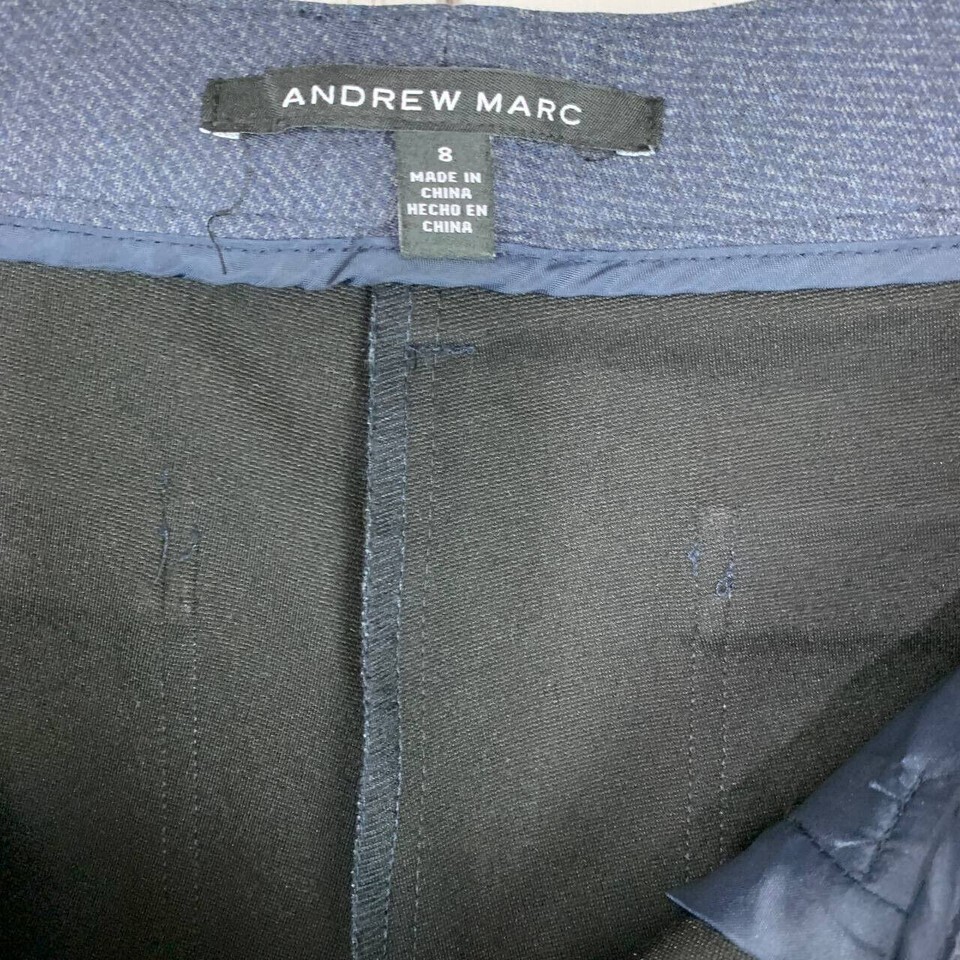 ANDREW MARC
8
MADE IN
CHINA
HECHO EN
CHINA